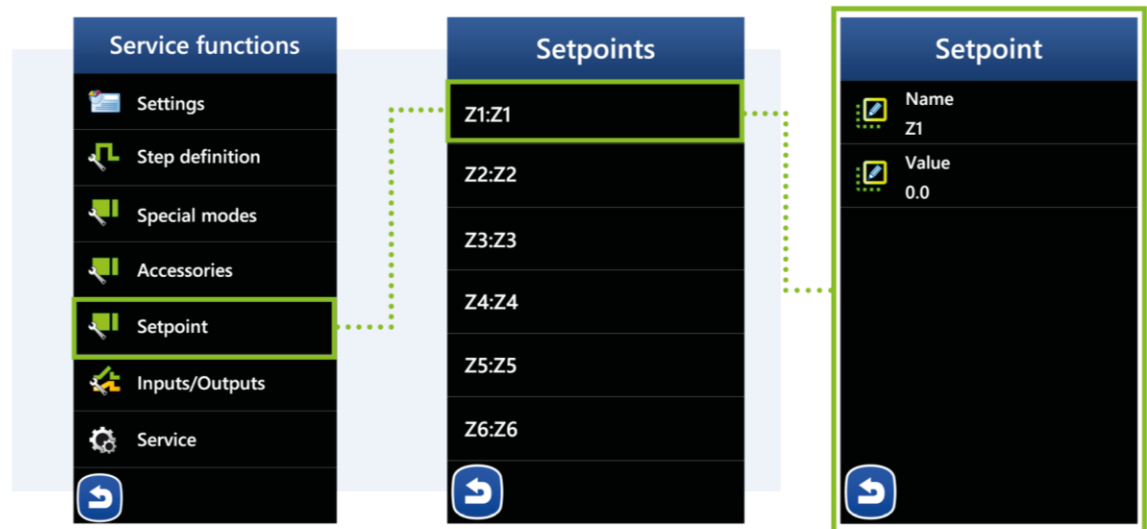 Service functions
Settings
Step definition
Special modes
Accessories
Setpoint
Inputs/Outputs
Service
Setpoints
Z1:Z1
Z2:Z2
Z3:Z3
Z4:Z4
Z5:Z5
Z6:Z6
Setpoint
Name
Z1
Value
0.0